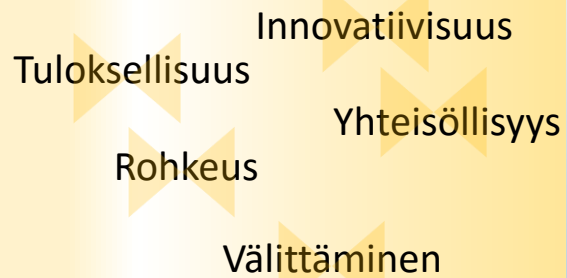 Innovatiivisuus
Tuloksellisuus
Yhteisöllisyys
Rohkeus
Välittäminen